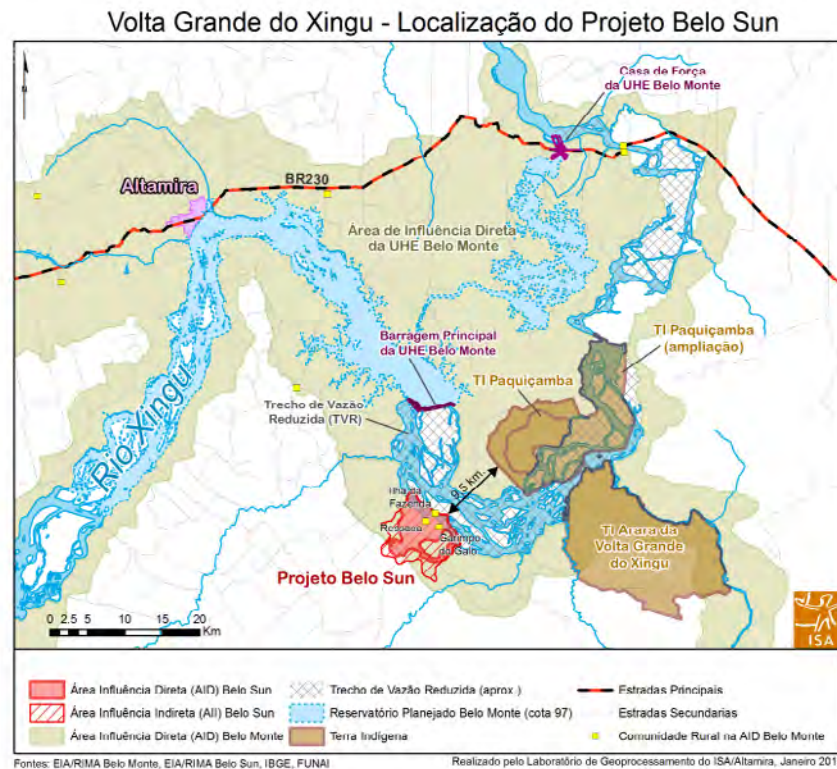 Volta Grande do Xingu - Localização do Projeto Belo Sun
Casa de Força
da UHE Belo Monte
BR230
Altamira
Área de Influência Direta
da UHE Belo Monte
TI Paquiçamba
(ampliação)
Barragem Principal
da UHE Belo Monte
TI Paquiçamba
Trecho de Vazão
Reduzida (TVR)
Rio Xingu
9,5 km.
Ilha da
Fazenda
Ressaca
Garimpo
do Galo
TI Arara da
Volta Grande
do Xingu
Projeto Belo Sun
0 2.5 5 10 15 20
Km
ISA
Área Influência Direta (AID) Belo Sun
Trecho de Vazão Reduzida (aprox.)
Estradas Principais
Área Influência Indireta (AII) Belo Sun
Reservatório Planejado Belo Monte (cota 97)
Estradas Secundarias
Área Influência Direta (AID) Belo Monte
Terra Indígena
Comunidade Rural na AID Belo Monte
Fontes: EIA/RIMA Belo Monte, EIA/RIMA Belo Sun, IBGE, FUNAI
Realizado pelo Laboratório de Geoprocessamento do ISA/Altamira, Janeiro